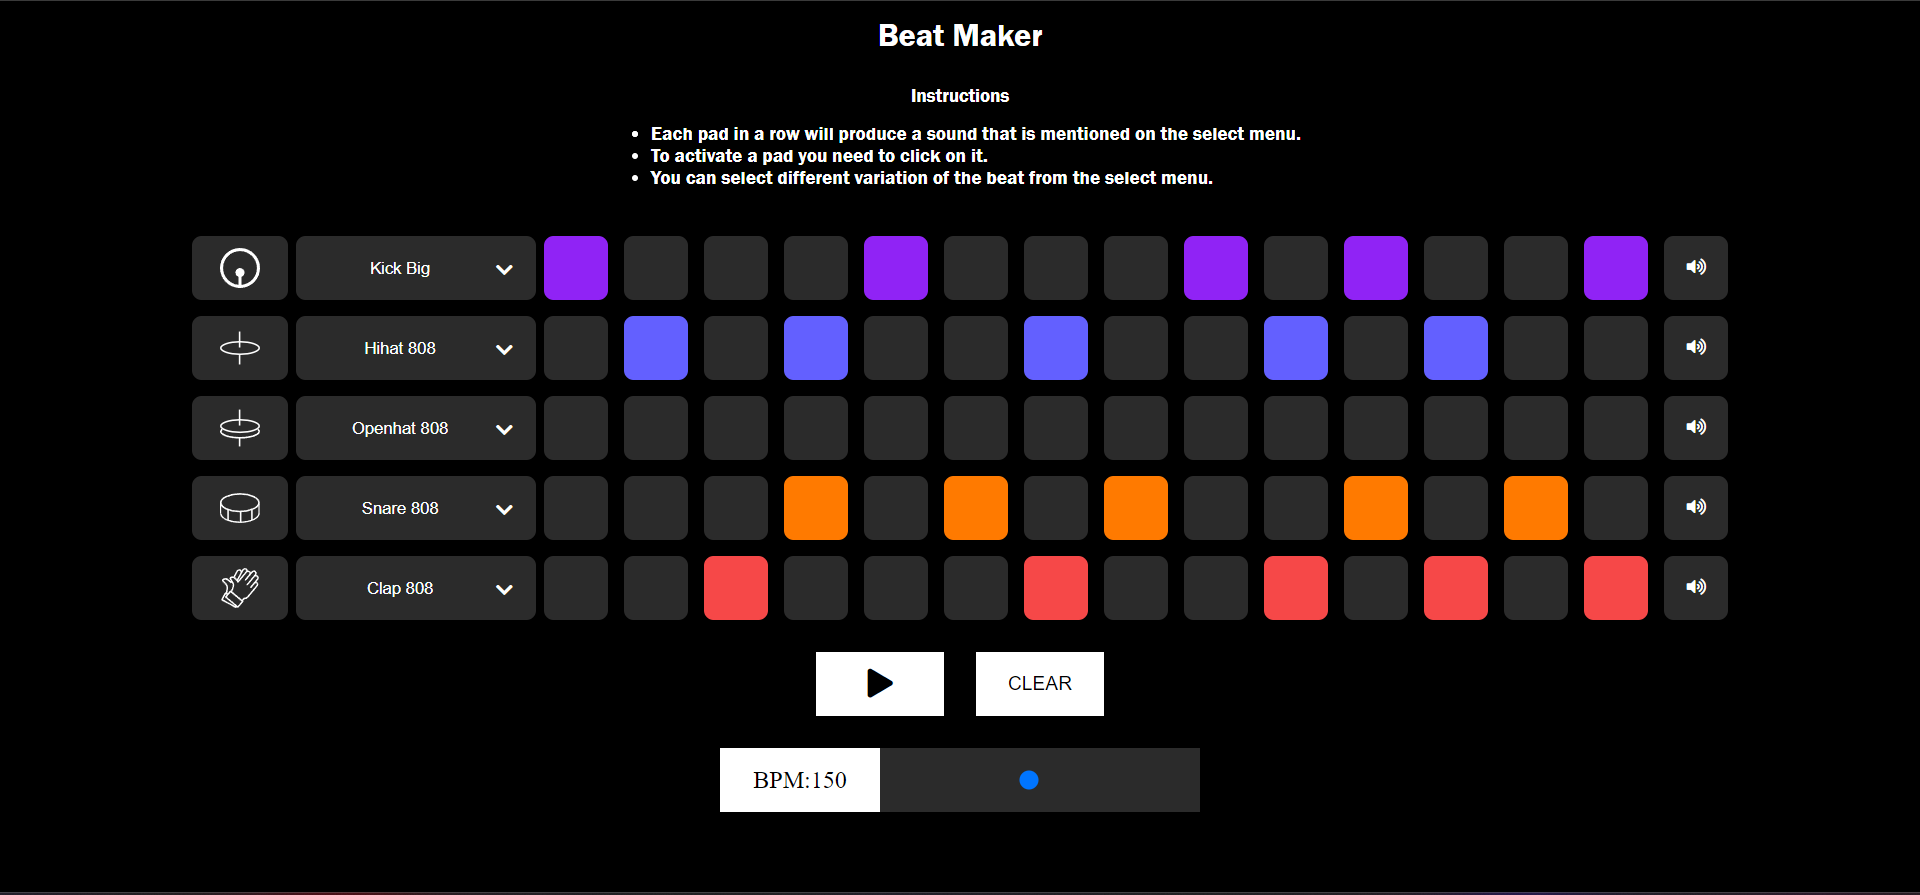 Beat Maker
Instructions
Each pad in a row will produce a sound that is mentioned on the select menu.
To activate a pad you need to click on it.
You can select different variation of the beat from the select menu.
Kick Big
Hihat 808
Openhat 808
Snare 808
Clap 808
CLEAR
BPM:150